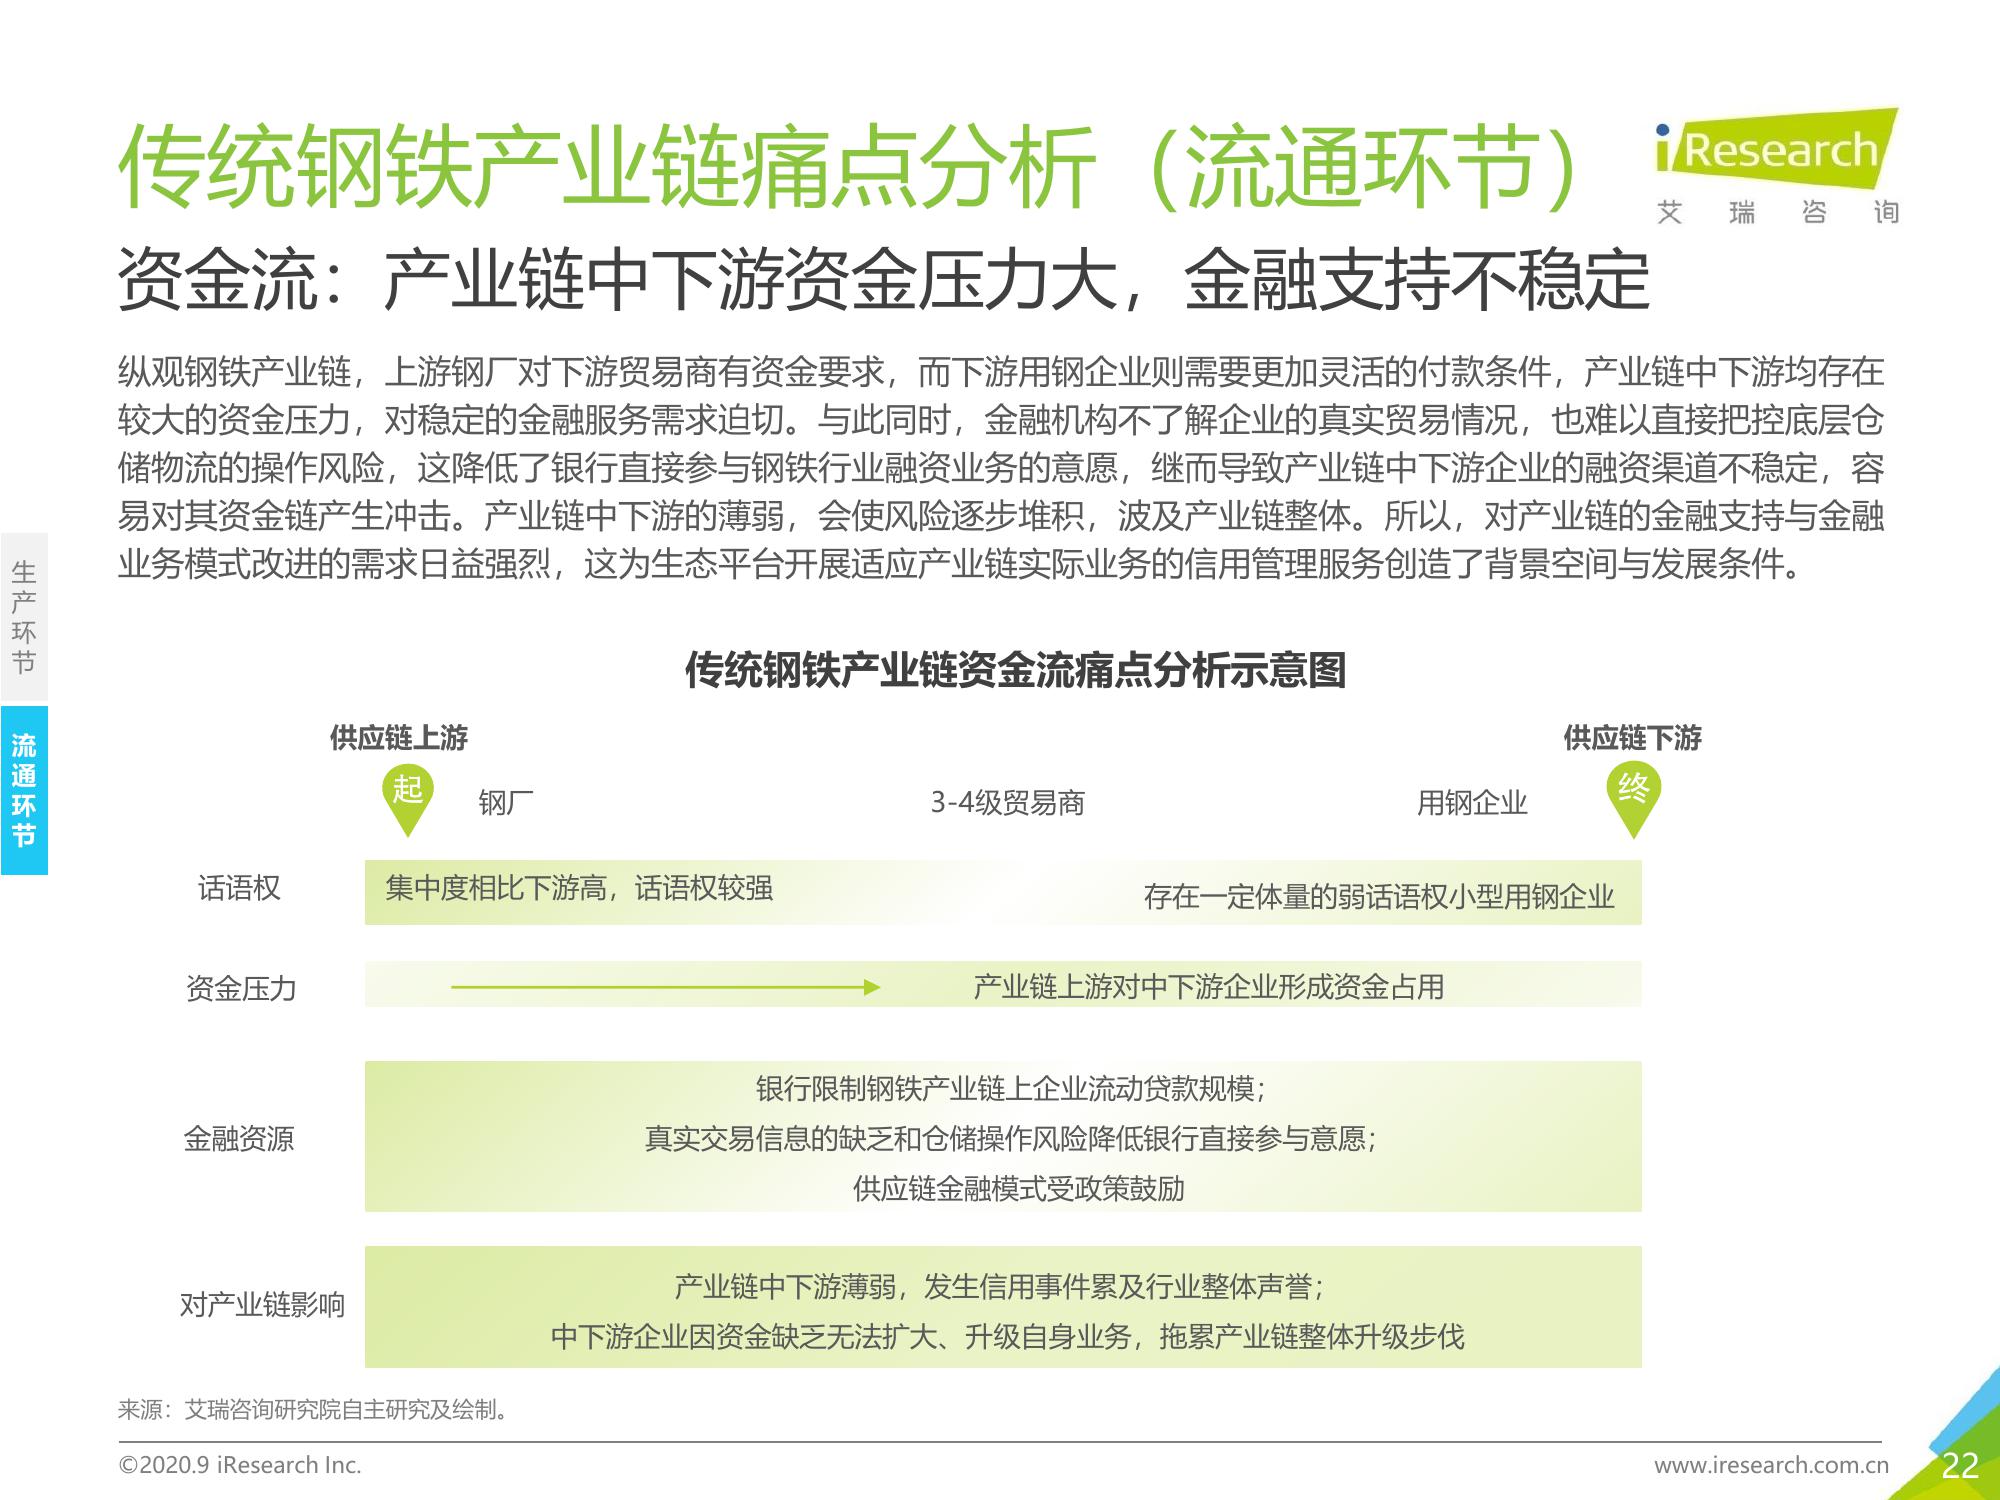 传统钢铁产业链痛点分析（流通环节）
iResearch
艾瑞咨询
资金流：产业链中下游资金压力大，金融支持不稳定
纵观钢铁产业链，上游钢厂对下游贸易商有资金要求，而下游用钢企业则需要更加灵活的付款条件，产业链中下游均存在
较大的资金压力，对稳定的金融服务需求迫切。与此同时，金融机构不了解企业的真实贸易情况，也难以直接把控底层仓
储物流的操作风险，这降低了银行直接参与钢铁行业融资业务的意愿，继而导致产业链中下游企业的融资渠道不稳定，容
易对其资金链产生冲击。产业链中下游的薄弱，会使风险逐步堆积，波及产业链整体。所以，对产业链的金融支持与金融
业务模式改进的需求日益强烈，这为生态平台开展适应产业链实际业务的信用管理服务创造了背景空间与发展条件。
生产环节
流通环节
传统钢铁产业链资金流痛点分析示意图
供应链上游
供应链下游
起
钢厂
3-4级贸易商
用钢企业
终
话语权
集中度相比下游高，话语权较强
存在一定体量的弱话语权小型用钢企业
资金压力
产业链上游对中下游企业形成资金占用
金融资源
银行限制钢铁产业链上企业流动贷款规模；
真实交易信息的缺乏和仓储操作风险降低银行直接参与意愿；
供应链金融模式受政策鼓励
对产业链影响
产业链中下游薄弱，发生信用事件累及行业整体声誉；
中下游企业因资金缺乏无法扩大、升级自身业务，拖累产业链整体升级步伐
来源：艾瑞咨询研究院自主研究及绘制。
©2020.9 iResearch Inc.
www.iresearch.com.cn
22